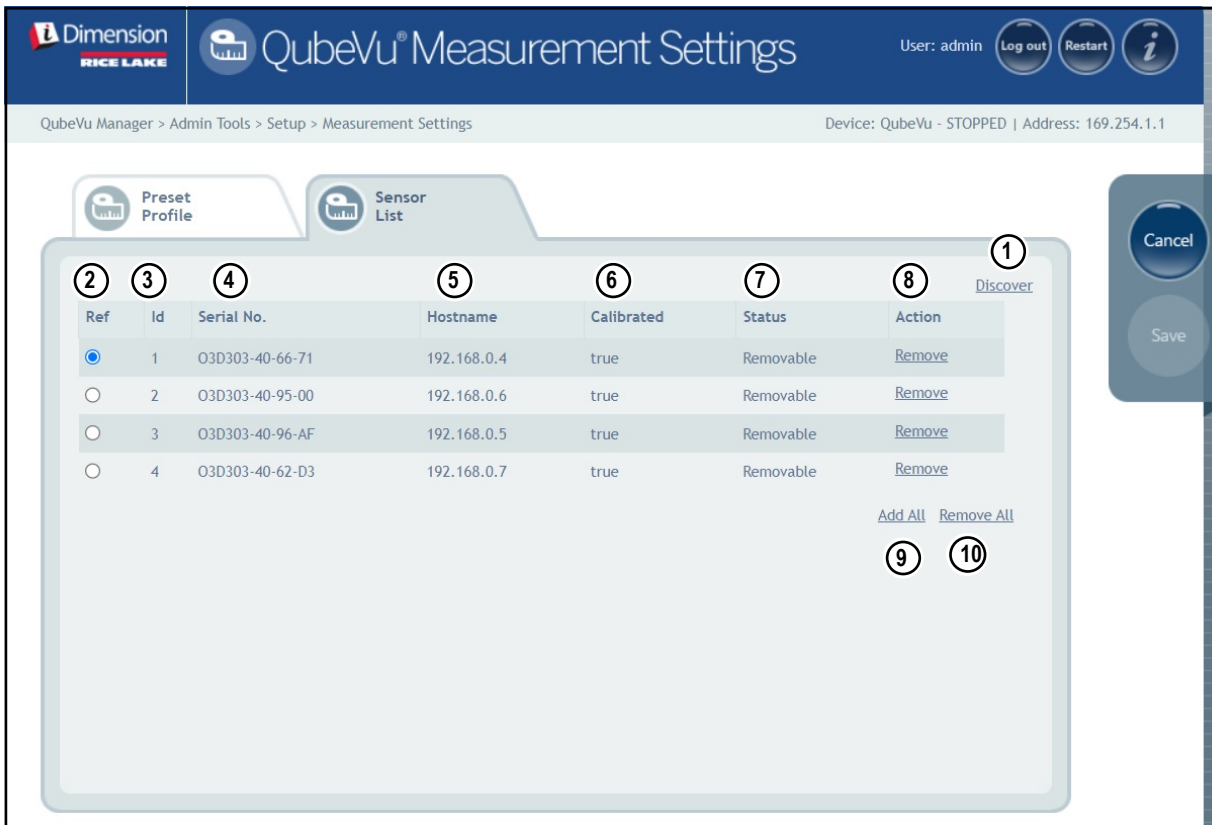 iDimension
RICE LAKE
QubeVu® Measurement Settings
User: admin
Log out
Restart
i
QubeVu Manager > Admin Tools > Setup > Measurement Settings
Device: QubeVu - STOPPED | Address: 169.254.1.1
Preset
Profile
Sensor
List
Cancel
Save
1
Discover
2 3 4 5 6 7 8
Ref Id Serial No. Hostname Calibrated Status Action
1 O3D303-40-66-71 192.168.0.4 true Removable Remove
2 O3D303-40-95-00 192.168.0.6 true Removable Remove
3 O3D303-40-96-AF 192.168.0.5 true Removable Remove
4 O3D303-40-62-D3 192.168.0.7 true Removable Remove
Add All Remove All
9 10